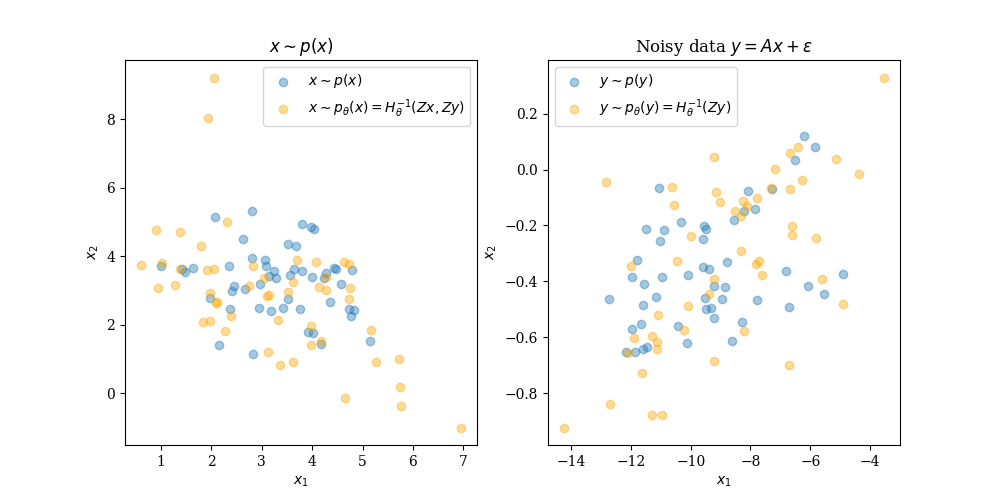 x ∼ p(x)
x ∼ p(x)
x ∼ p_θ(x) = H_θ^{-1}(Zx, Zy)
8
6
4
2
0
x_2
1 2 3 4 5 6 7
x_1
Noisy data y = Ax + ε
y ∼ p(y)
y ∼ p_θ(y) = H_θ^{-1}(Zy)
0.2
0.0
−0.2
−0.4
−0.6
−0.8
x_2
−14 −12 −10 −8 −6 −4
x_1